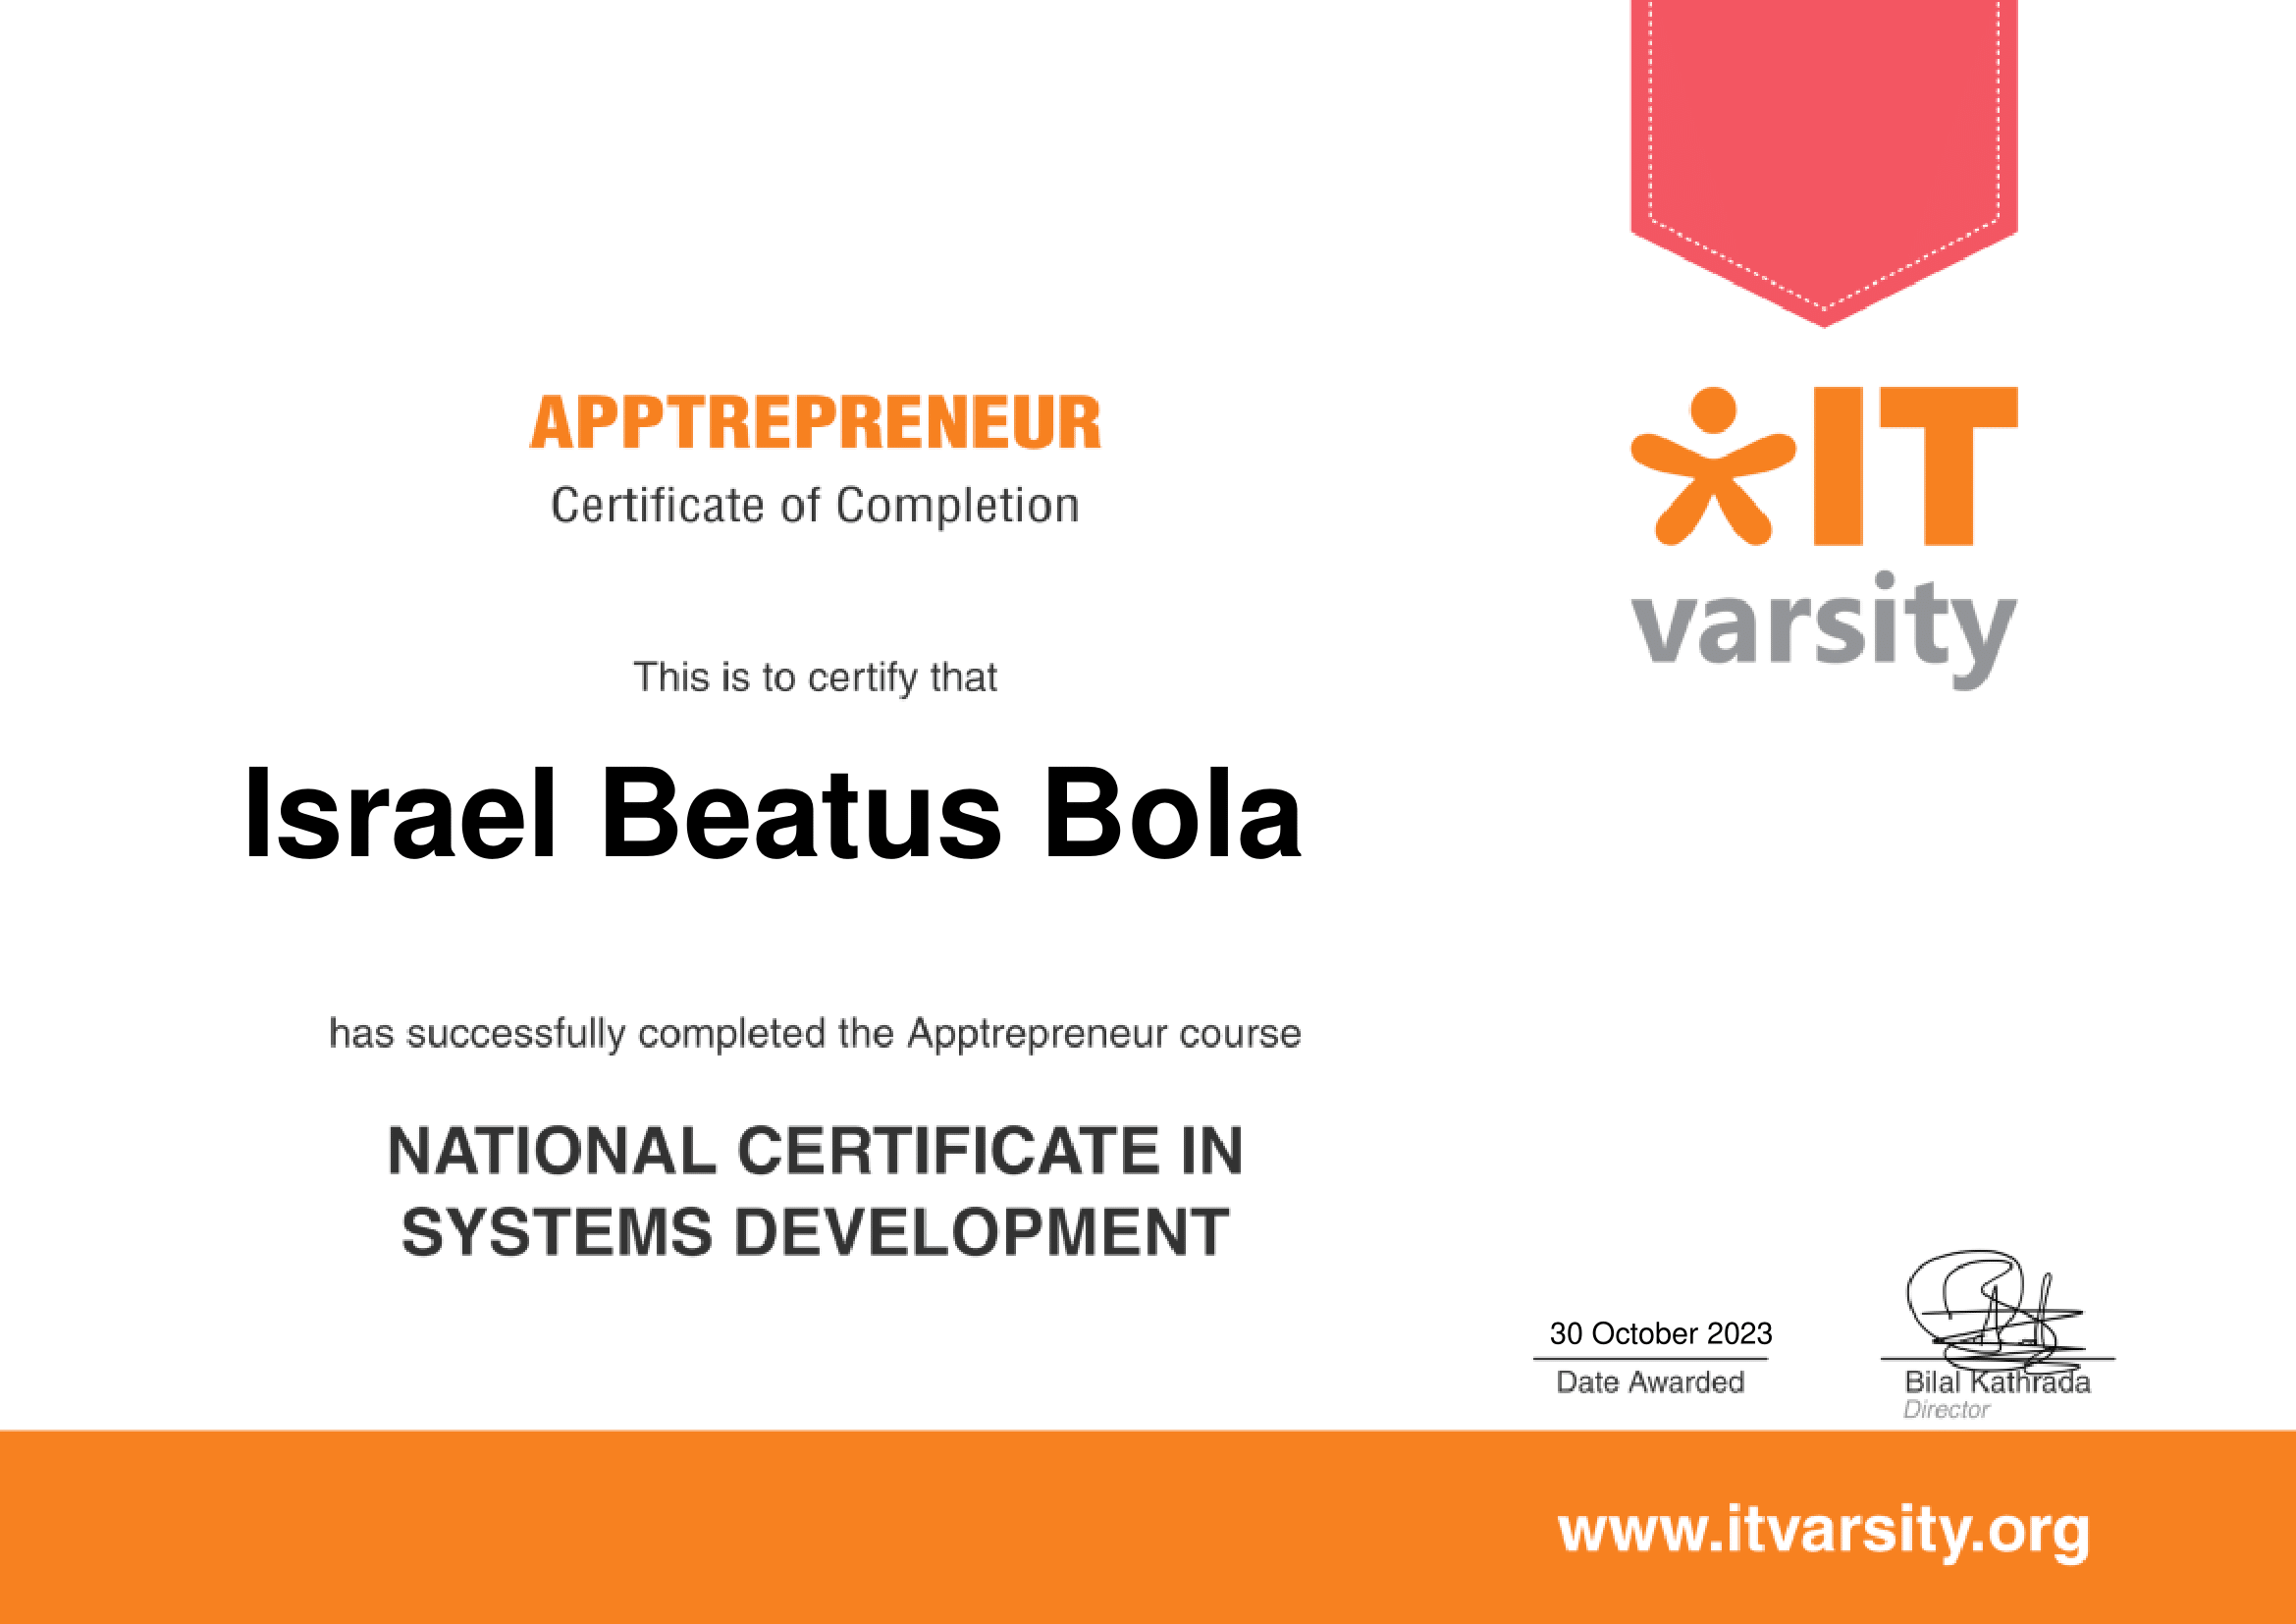 APPTREPRENEUR
Certificate of Completion
IT
varsity
This is to certify that
Israel Beatus Bola
has successfully completed the Apptrepreneur course
NATIONAL CERTIFICATE IN
SYSTEMS DEVELOPMENT
30 October 2023
Date Awarded
Bilal Kathrada
Director
www.itvarsity.org